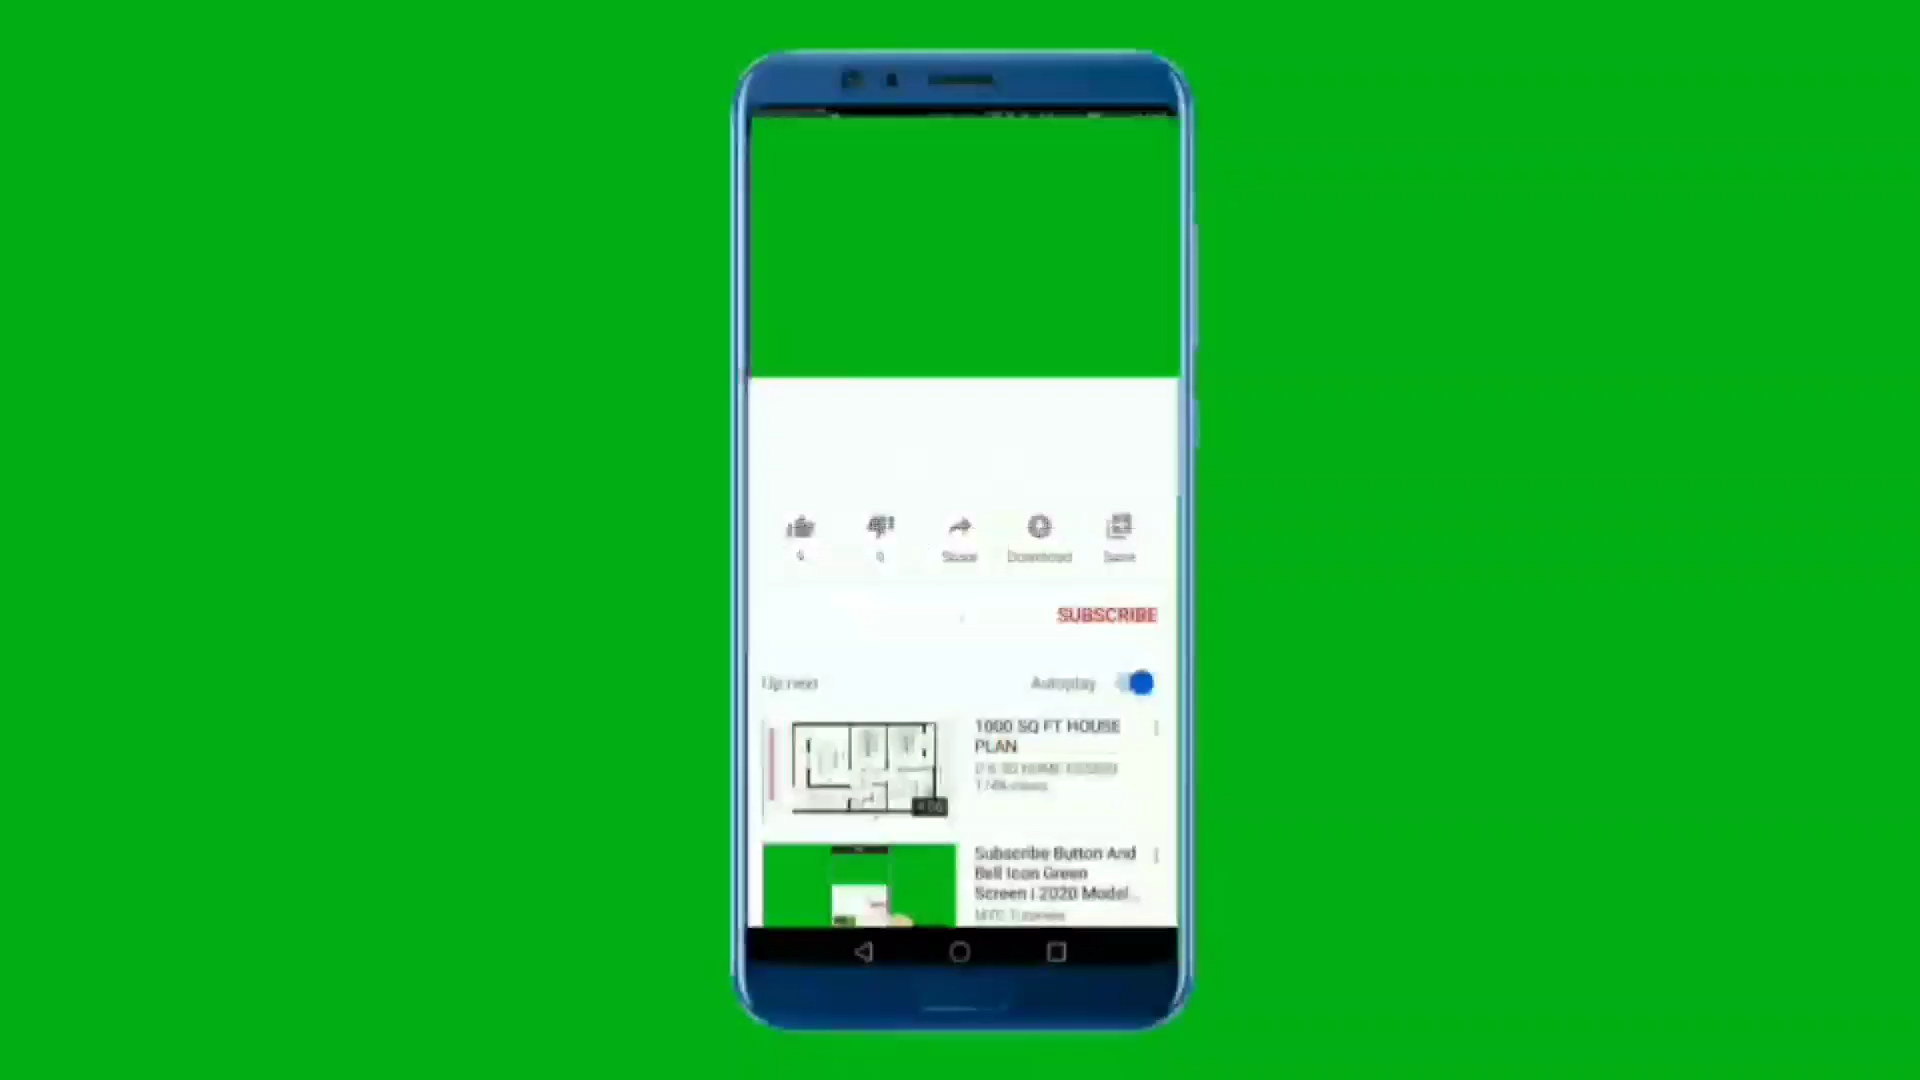 Share
Download
Save
SUBSCRIBE
Up next
Autoplay
1000 SQ FT HOUSE
PLAN
Subscribe Button And
Bell Icon Green
Screen | 2020 Model...